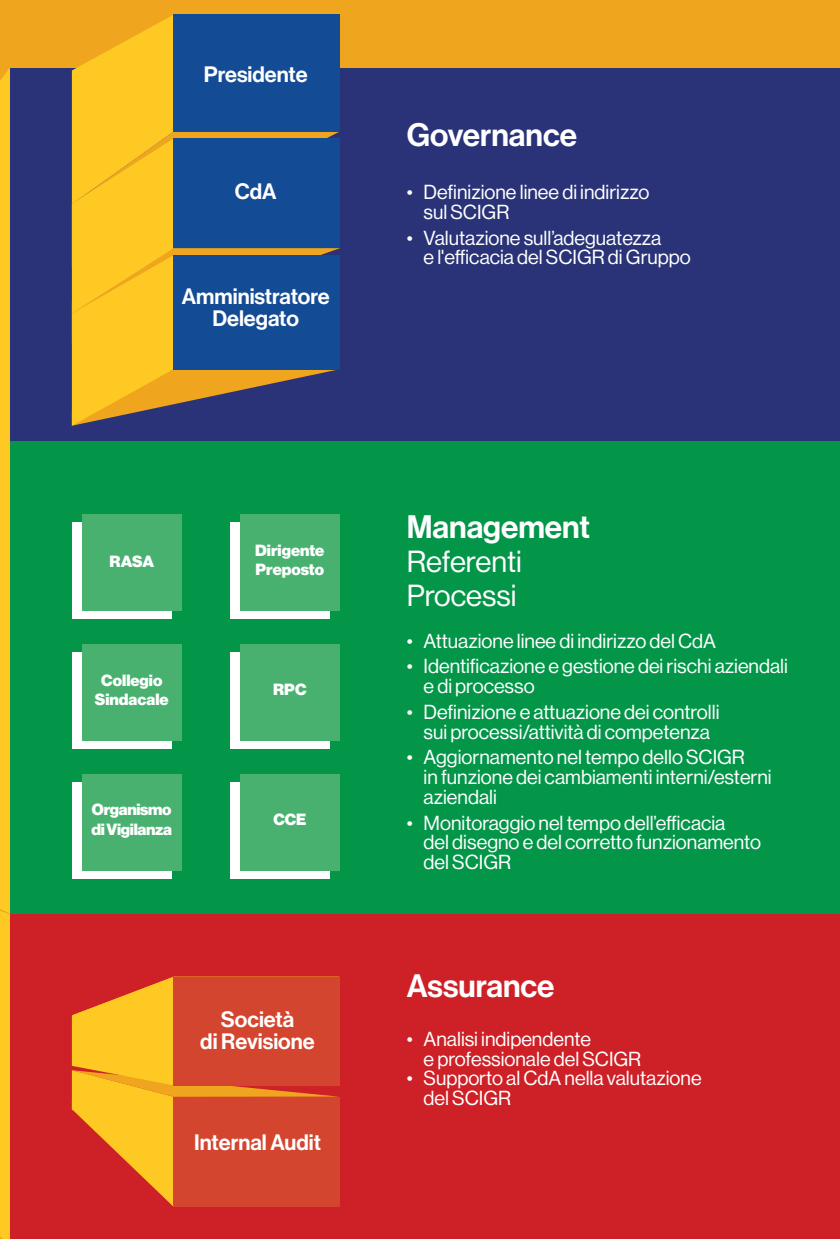 Presidente
CdA
Amministratore
Delegato
Governance
• Definizione linee di indirizzo
sul SCIGR
• Valutazione sull'adeguatezza
e l'efficacia del SCIGR di Gruppo
RASA
Dirigente
Preposto
Collegio
Sindacale
RPC
Organismo
di Vigilanza
CCE
Management
Referenti
Processi
• Attuazione linee di indirizzo del CdA
• Identificazione e gestione dei rischi aziendali
e di processo
• Definizione e attuazione dei controlli
sui processi/attività di competenza
• Aggiornamento nel tempo dello SCIGR
in funzione dei cambiamenti interni/esterni
aziendali
• Monitoraggio nel tempo dell'efficacia
del disegno e del corretto funzionamento
del SCIGR
Società
di Revisione
Internal Audit
Assurance
• Analisi indipendente
e professionale del SCIGR
• Supporto al CdA nella valutazione
del SCIGR